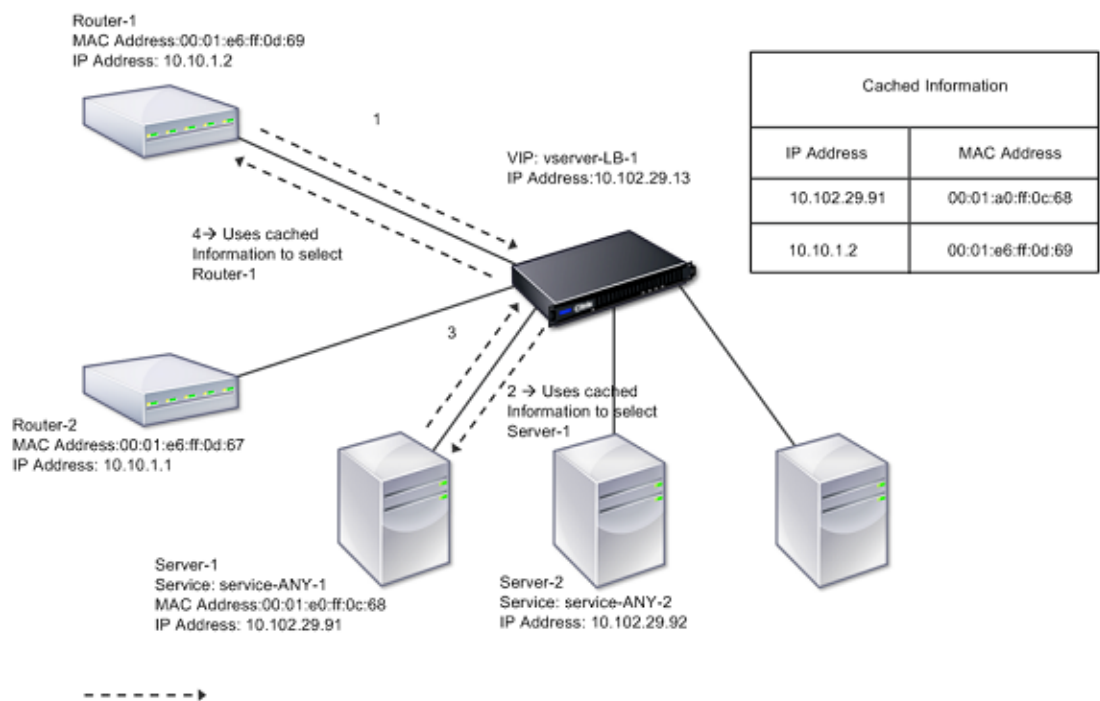 Router-1
MAC Address:00:01:e6:ff:0d:69
IP Address: 10.10.1.2
1
VIP: vserver-LB-1
IP Address:10.102.29.13
Cached Information
IP Address MAC Address
10.102.29.91 00:01:a0:ff:0c:68
10.10.1.2 00:01:e6:ff:0d:69
4→ Uses cached
Information to select
Router-1
3
2 → Uses cached
Information to select
Server-1
Router-2
MAC Address:00:01:e6:ff:0d:67
IP Address: 10.10.1.1
Server-1
Service: service-ANY-1
MAC Address:00:01:e0:ff:0c:68
IP Address: 10.102.29.91
Server-2
Service: service-ANY-2
IP Address: 10.102.29.92